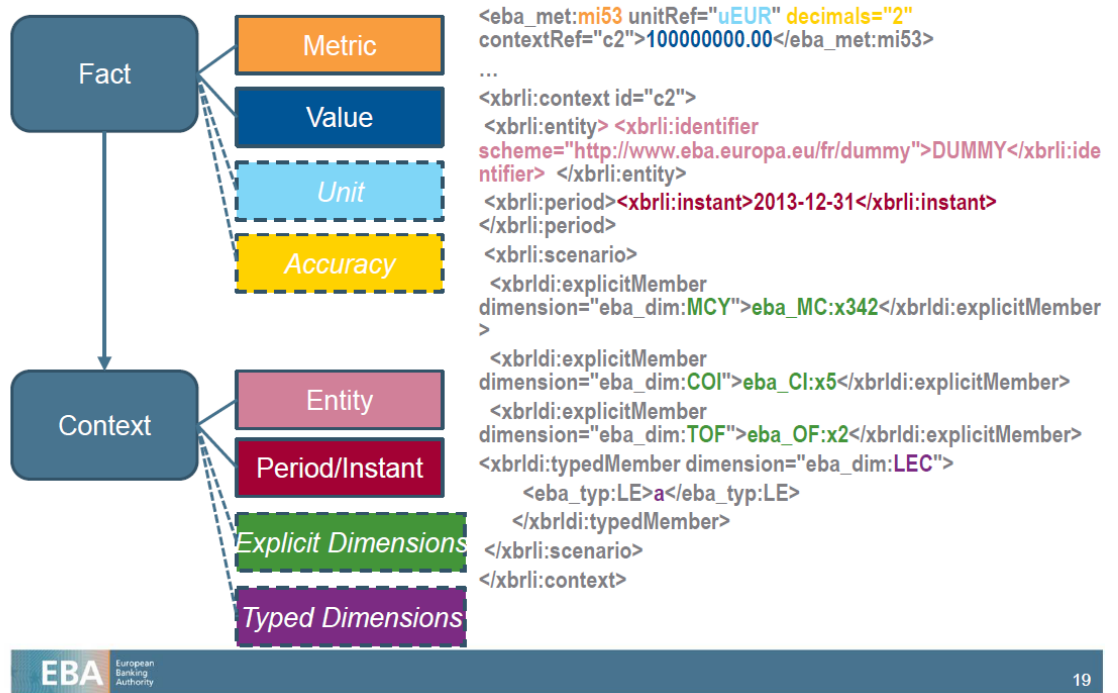 Fact
Metric
Value
Unit
Accuracy
Context
Entity
Period/Instant
Explicit Dimensions
Typed Dimensions
<eba_met:mi53 unitRef="uEUR" decimals="2"
contextRef="c2">100000000.00</eba_met:mi53>
…
<xbrli:context id="c2">
<xbrli:entity> <xbrli:identifier
scheme="http://www.eba.europa.eu/fr/dummy">DUMMY</xbrli:ide
ntifier> </xbrli:entity>
<xbrli:period><xbrli:instant>2013-12-31</xbrli:instant>
</xbrli:period>
<xbrli:scenario>
<xbrldi:explicitMember
dimension="eba_dim:MCY">eba_MC:x342</xbrldi:explicitMember
>
<xbrldi:explicitMember
dimension="eba_dim:COI">eba_CI:x5</xbrldi:explicitMember>
<xbrldi:explicitMember
dimension="eba_dim:TOF">eba_OF:x2</xbrldi:explicitMember>
<xbrldi:typedMember dimension="eba_dim:LEC">
<eba_typ:LE>a</eba_typ:LE>
</xbrldi:typedMember>
</xbrli:scenario>
</xbrli:context>
EBA
European
Banking
Authority
19